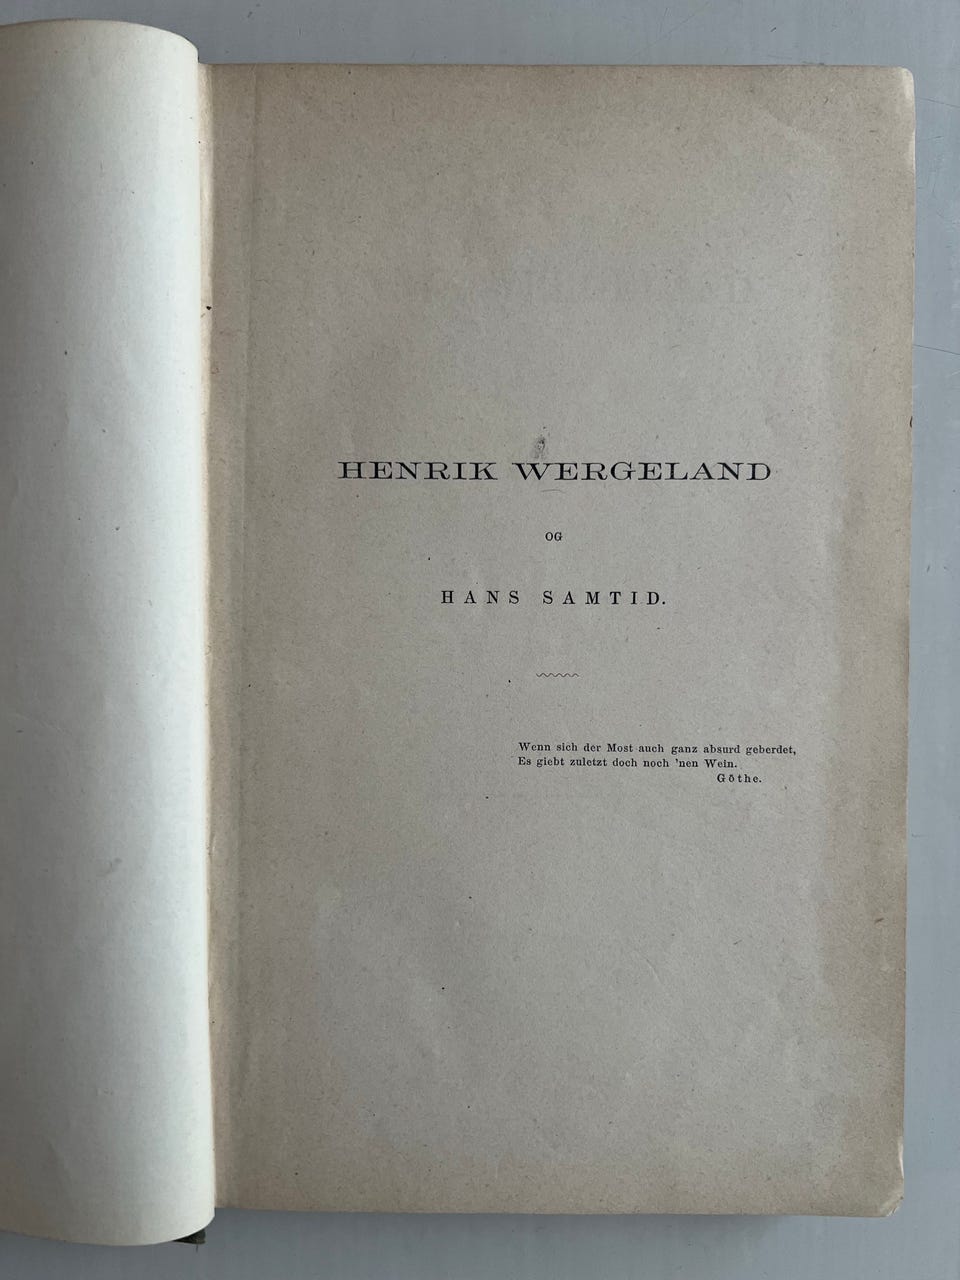 HENRIK WERGELAND
OG
HANS SAMTID.
Wenn sich der Most auch ganz absurd geberdet,
Es giebt zuletzt doch noch 'nen Wein.
Göthe.